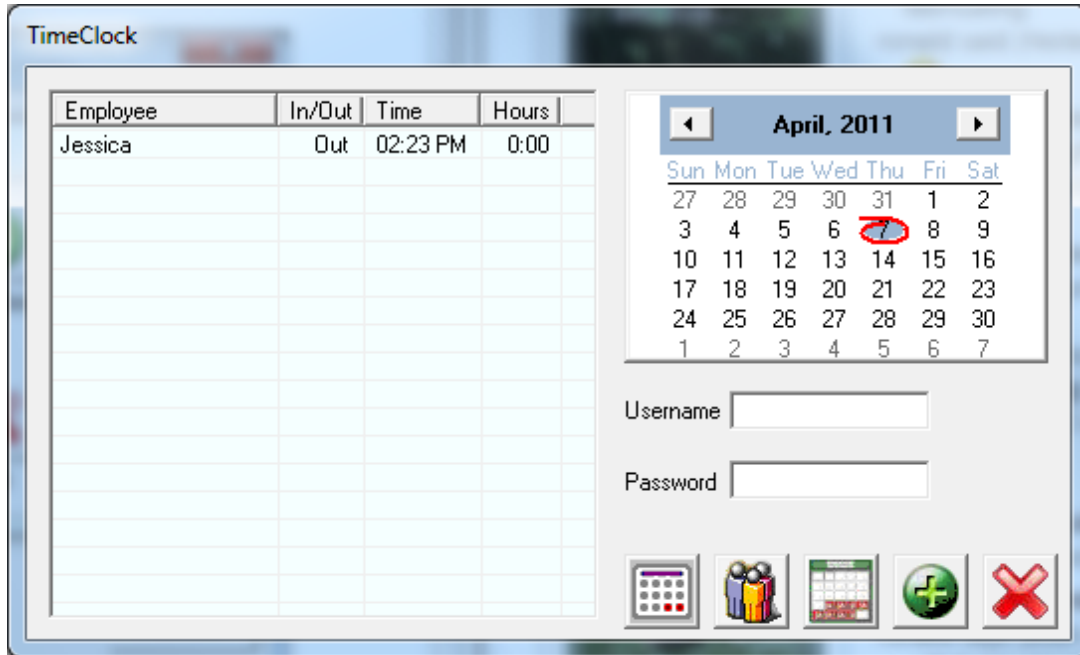 TimeClock
Employee In/Out Time Hours
Jessica Out 02:23 PM 0:00
April, 2011
Sun Mon Tue Wed Thu Fri Sat
27 28 29 30 31 1 2
3 4 5 6 7 8 9
10 11 12 13 14 15 16
17 18 19 20 21 22 23
24 25 26 27 28 29 30
1 2 3 4 5 6 7
Username
Password